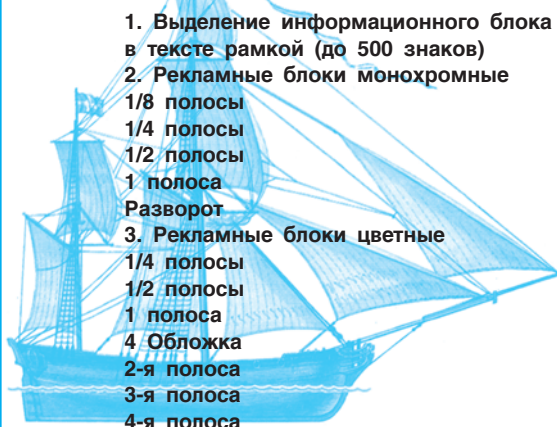 1. Выделение информационного блока
в тексте рамкой (до 500 знаков)
2. Рекламные блоки монохромные
1/8 полосы
1/4 полосы
1/2 полосы
1 полоса
Разворот
3. Рекламные блоки цветные
1/4 полосы
1/2 полосы
1 полоса
4 Обложка
2-я полоса
3-я полоса
4-я полоса